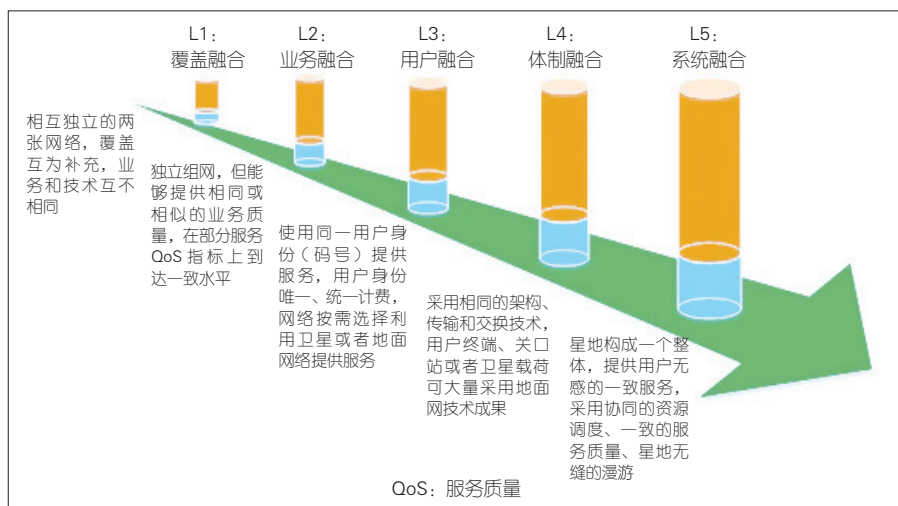 L1：
覆盖融合
L2：
业务融合
L3：
用户融合
L4：
体制融合
L5：
系统融合
相互独立的两
张网络，覆盖
互为补充，业
务和技术互不
相同
独立组网，但能
够提供相同或
相似的业务质
量，在部分服务
QoS 指标上到
达一致水平
使用同一用户身
份（码号）提供
服务，用户身份
唯一、统一计费，
网络按需选择利
用卫星或者地面
网络提供服务
采用相同的架构、
传输和交换技术，
用户终端、关口
站或者卫星载荷
可大量采用地面
网技术成果
星地构成一个整
体，提供用户无
感的一致服务，
采用协同的资源
调度、一致的服
务质量、星地无
缝的漫游
QoS：服务质量